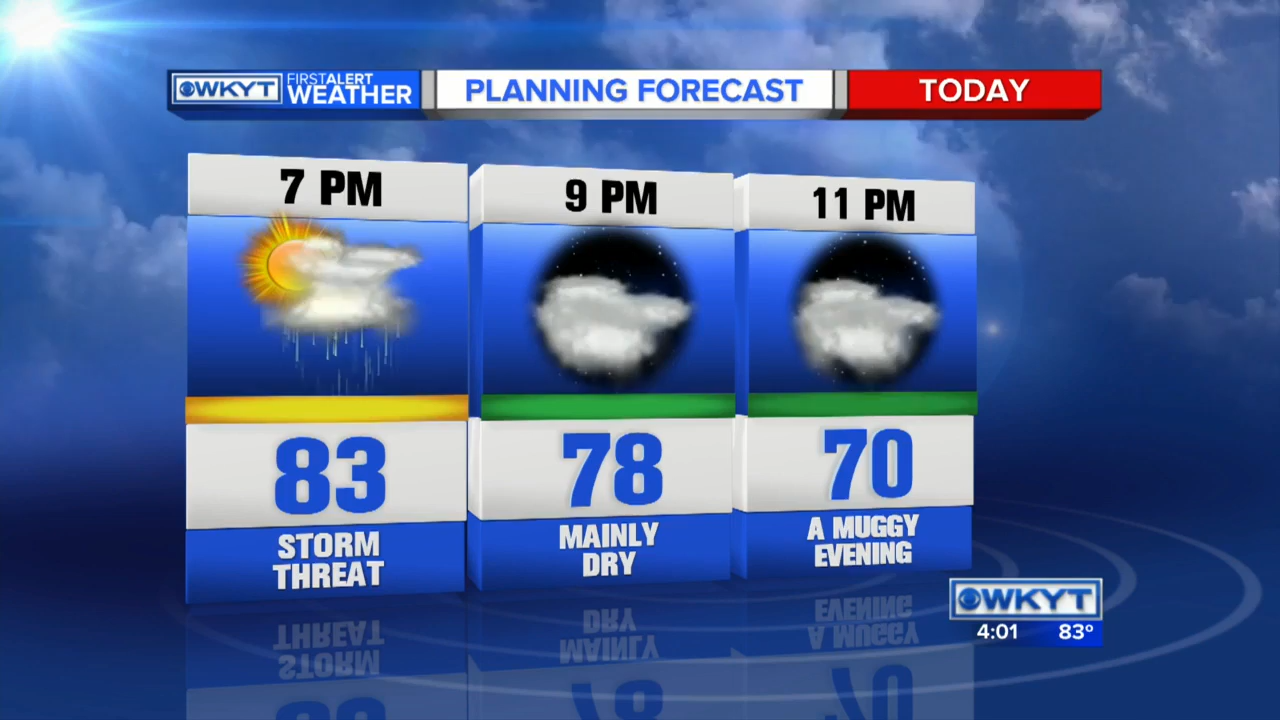 WKYT FIRST ALERT WEATHER
PLANNING FORECAST
TODAY
7 PM
83
STORM
THREAT
9 PM
78
MAINLY
DRY
11 PM
70
A MUGGY
EVENING
WKYT
4:01 83°